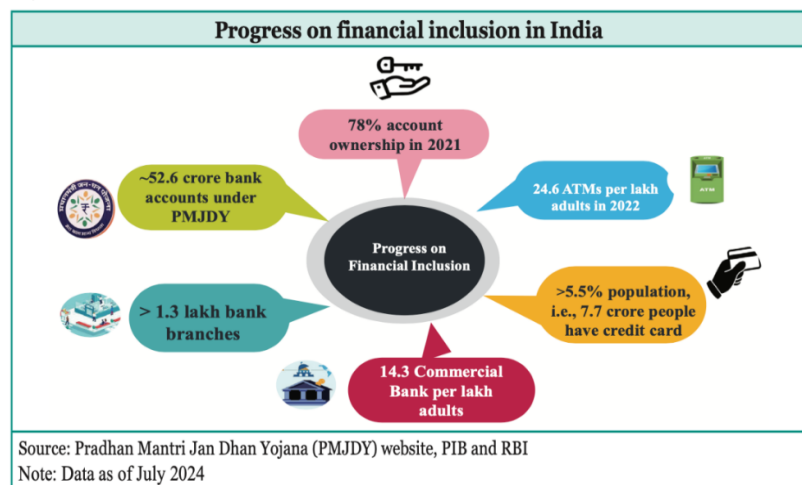 Progress on financial inclusion in India
78% account
ownership in 2021
~52.6 crore bank
accounts under
PMJDY
24.6 ATMs per lakh
adults in 2022
ATM
Progress on
Financial Inclusion
> 1.3 lakh bank
branches
>5.5% population,
i.e., 7.7 crore people
have credit card
14.3 Commercial
Bank per lakh
adults
Source: Pradhan Mantri Jan Dhan Yojana (PMJDY) website, PIB and RBI
Note: Data as of July 2024